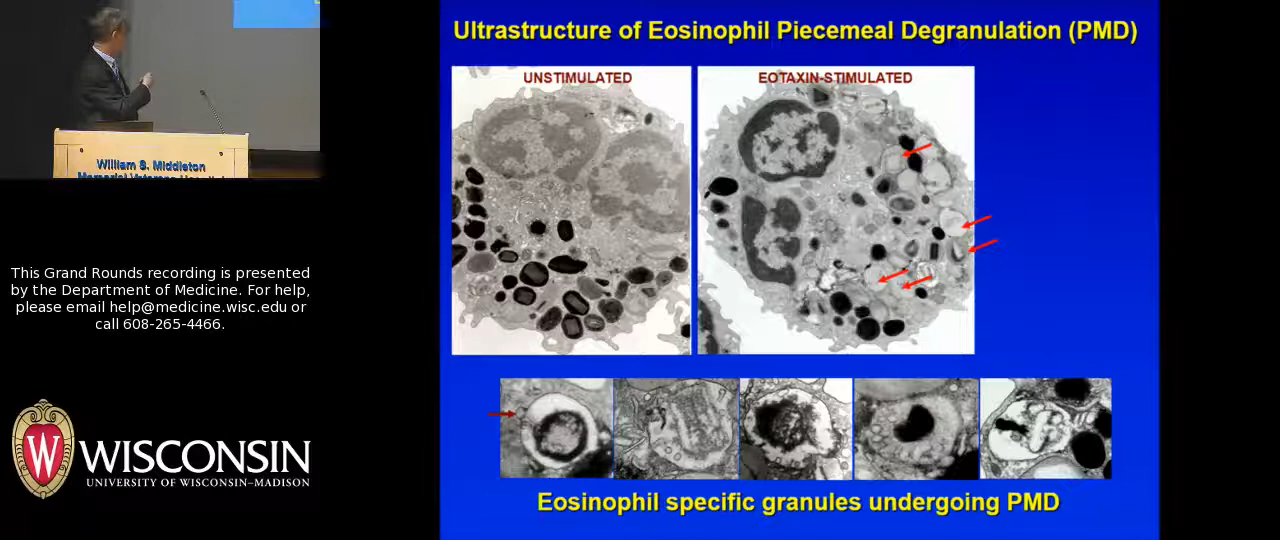 Ultrastructure of Eosinophil Piecemeal Degranulation (PMD)
UNSTIMULATED
EOTAXIN-STIMULATED
William S. Middleton
Memorial Veterans
This Grand Rounds recording is presented
by the Department of Medicine. For help,
please email help@medicine.wisc.edu or
call 608-265-4466.
W
WISCONSIN
UNIVERSITY OF WISCONSIN–MADISON
Eosinophil specific granules undergoing PMD